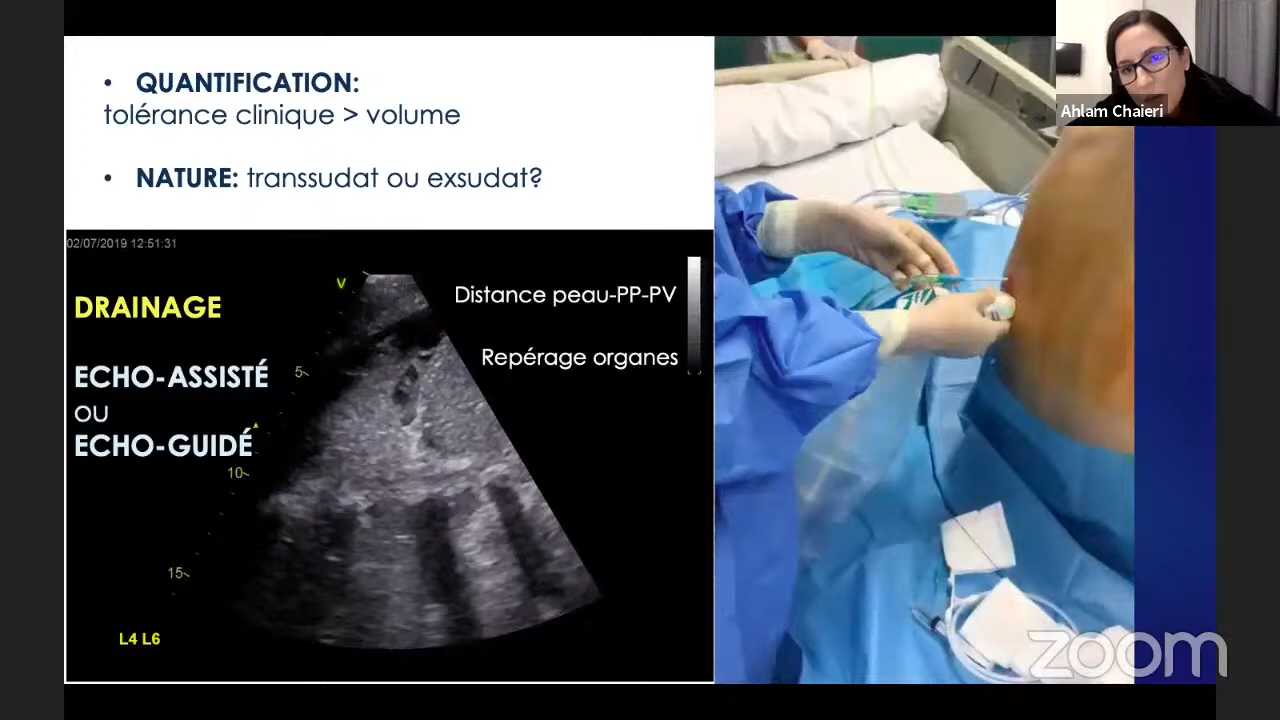 • QUANTIFICATION:
tolérance clinique > volume
• NATURE: transsudat ou exsudat?
02/07/2019 12:51:31
V
DRAINAGE
ECHO-ASSISTÉ
OU
ECHO-GUIDÉ
Distance peau-PP-PV
Repérage organes
5
10
15
L4 L6
Ahlam Chaieri
zoom